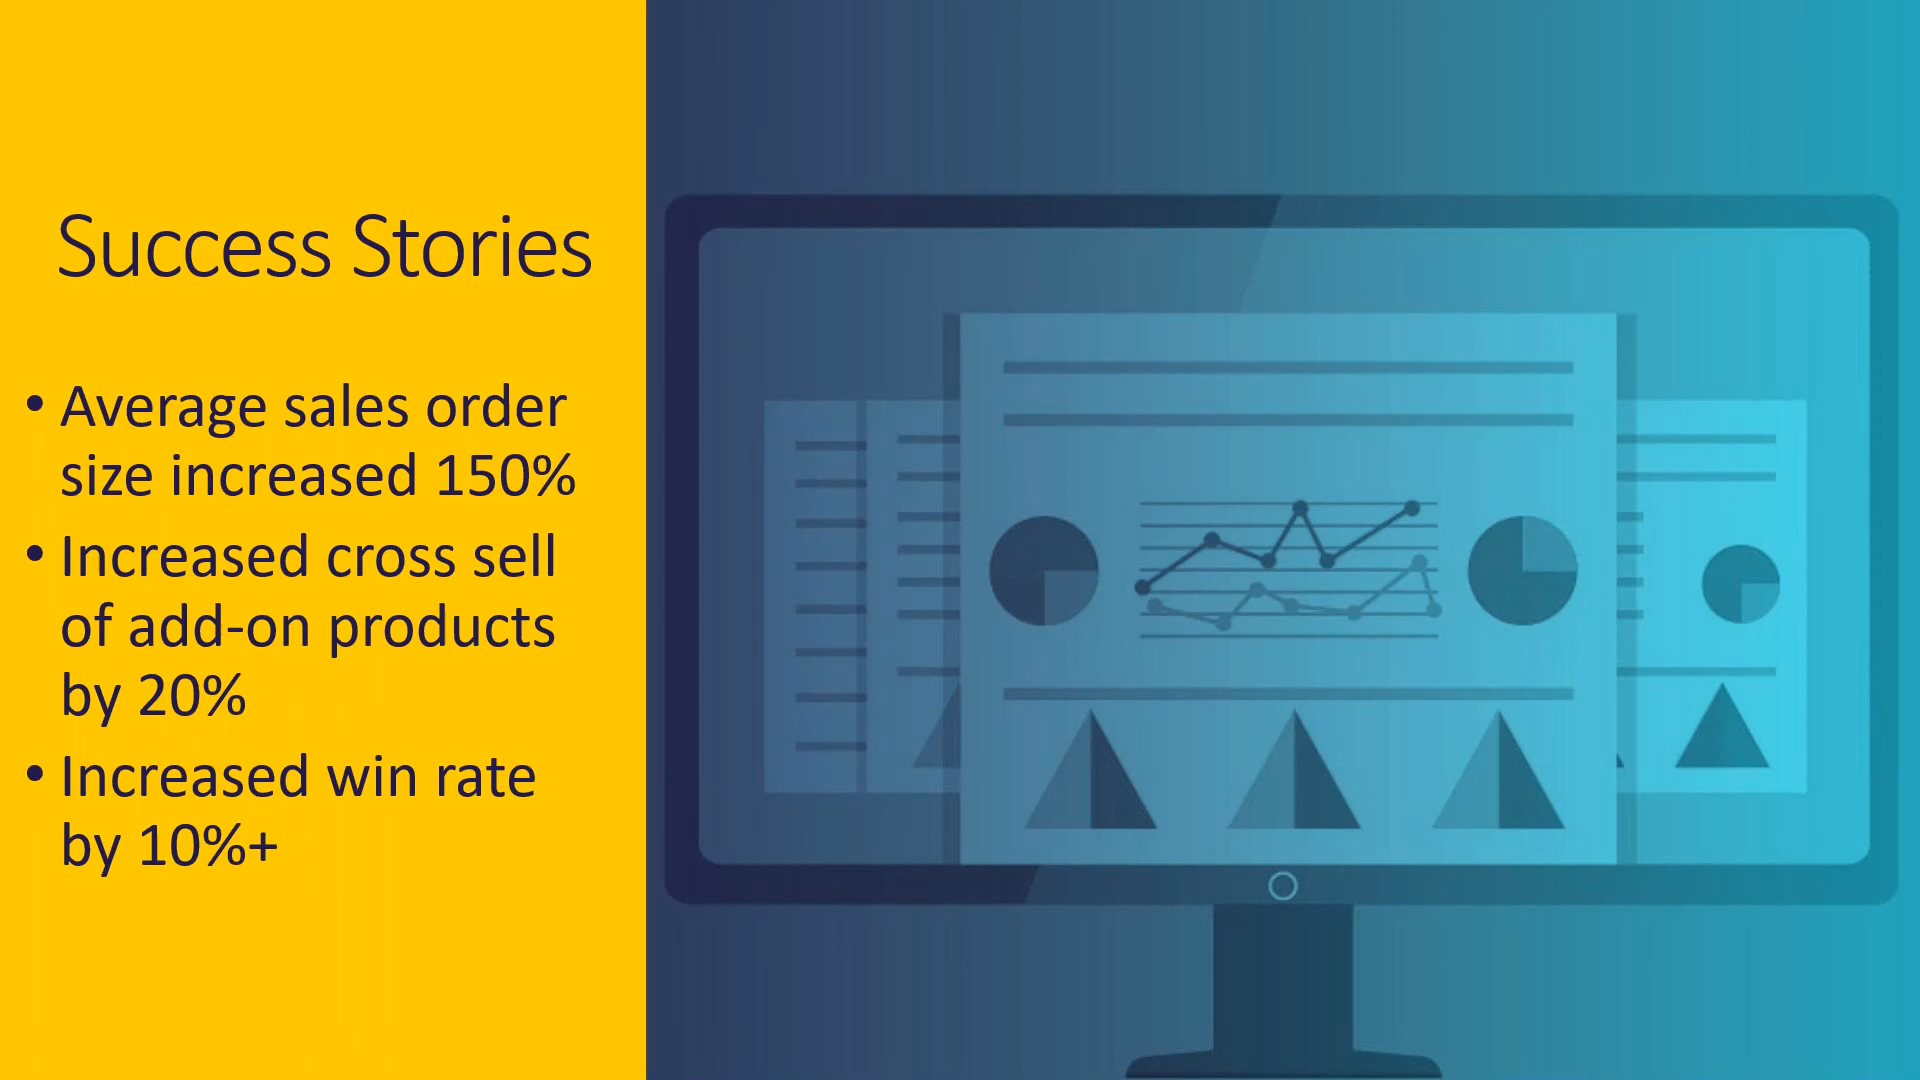 Success Stories
• Average sales order
size increased 150%
• Increased cross sell
of add-on products
by 20%
• Increased win rate
by 10%+